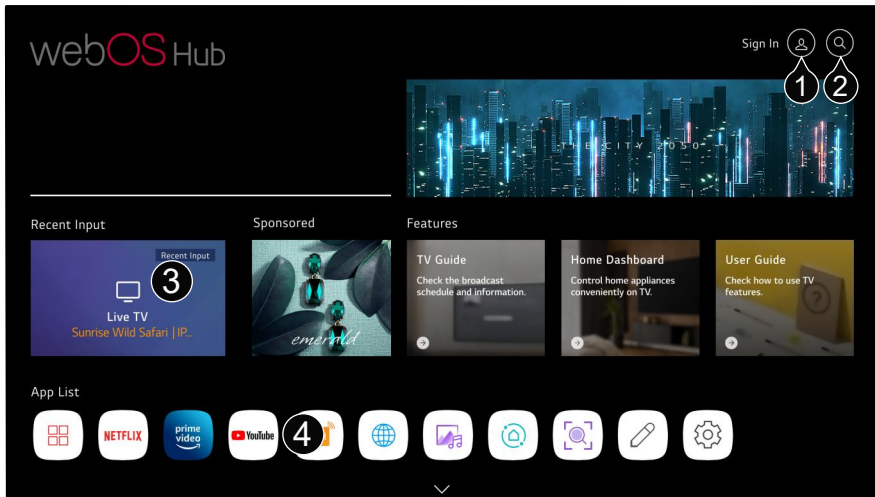 webOS Hub
Sign In
1
2
THE CITY 2050
Recent Input
Sponsored
Features
Recent Input
3
Live TV
Sunrise Wild Safari | IP...
emerald
TV Guide
Check the broadcast
schedule and information.
Home Dashboard
Control home appliances
conveniently on TV.
User Guide
Check how to use TV
features.
App List
NETFLIX
prime
video
YouTube
4